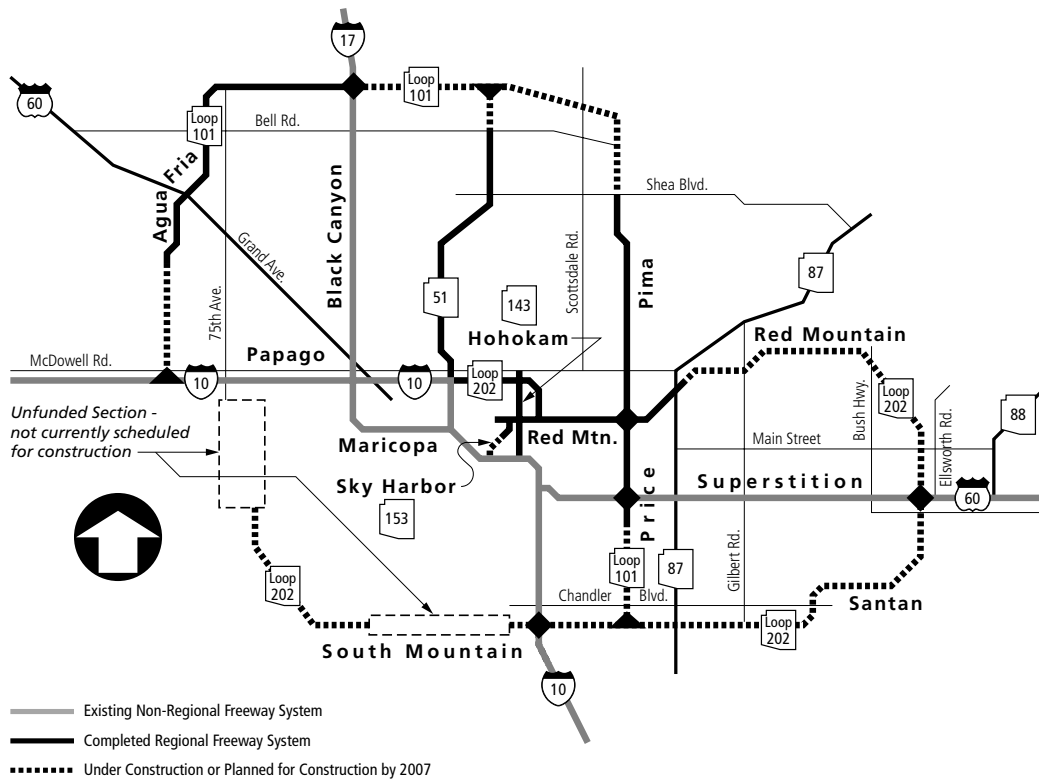 17
60
Loop
101
Loop
101
Bell Rd.
Agua Fria
Shea Blvd.
Black Canyon
Grand Ave.
75th Ave.
51
143
Scottsdale Rd.
Pima
87
Hohokam
Red Mountain
McDowell Rd.
Papago
10
10
Loop
202
Unfunded Section -
not currently scheduled
for construction
Maricopa
Red Mtn.
Main Street
Bush Hwy.
Loop
202
Ellsworth Rd.
88
Sky Harbor
153
Price
Superstition
60
Loop
202
Loop
101
87
Gilbert Rd.
Chandler Blvd.
Santan
Loop
202
South Mountain
10
Existing Non-Regional Freeway System
Completed Regional Freeway System
Under Construction or Planned for Construction by 2007